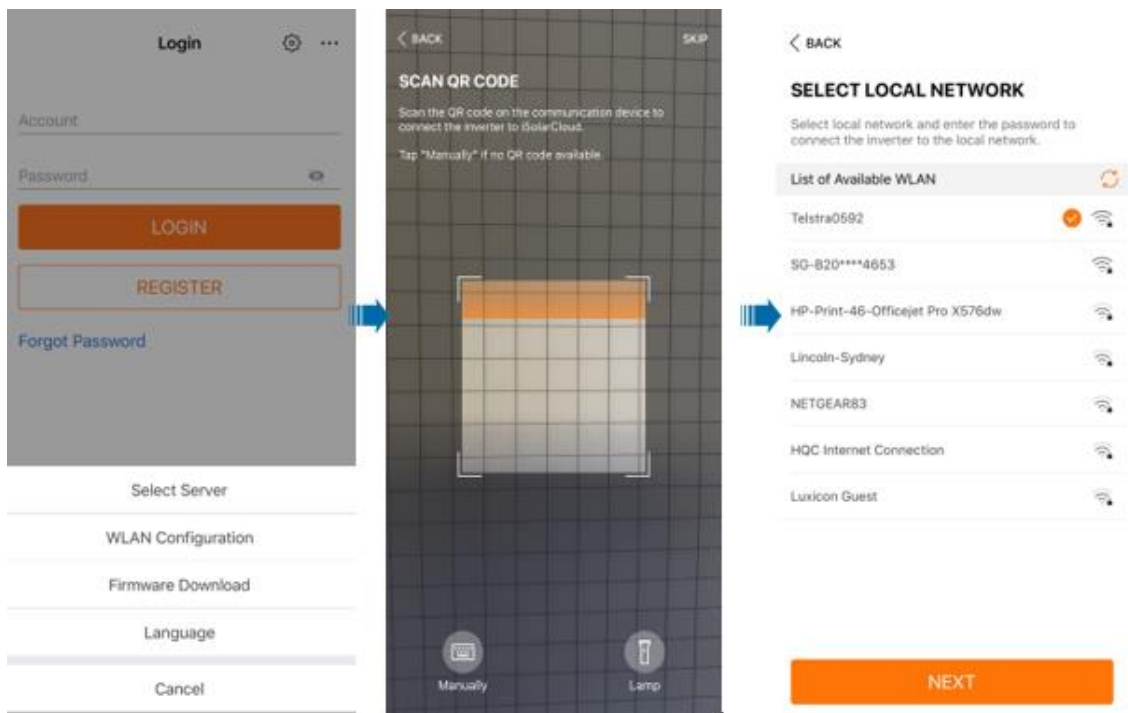 Login
Account
Password
LOGIN
REGISTER
Forgot Password
Select Server
WLAN Configuration
Firmware Download
Language
Cancel
BACK
SKIP
SCAN QR CODE
Scan the QR code on the communication device to
connect the inverter to iSolarCloud.
Tap "Manually" if no QR code available.
Manually
Lamp
BACK
SELECT LOCAL NETWORK
Select local network and enter the password to
connect the inverter to the local network.
List of Available WLAN
Telstra0592
SG-B20****4653
HP-Print-46-Officejet Pro X576dw
Lincoln-Sydney
NETGEAR83
HQC Internet Connection
Luxicon Guest
NEXT